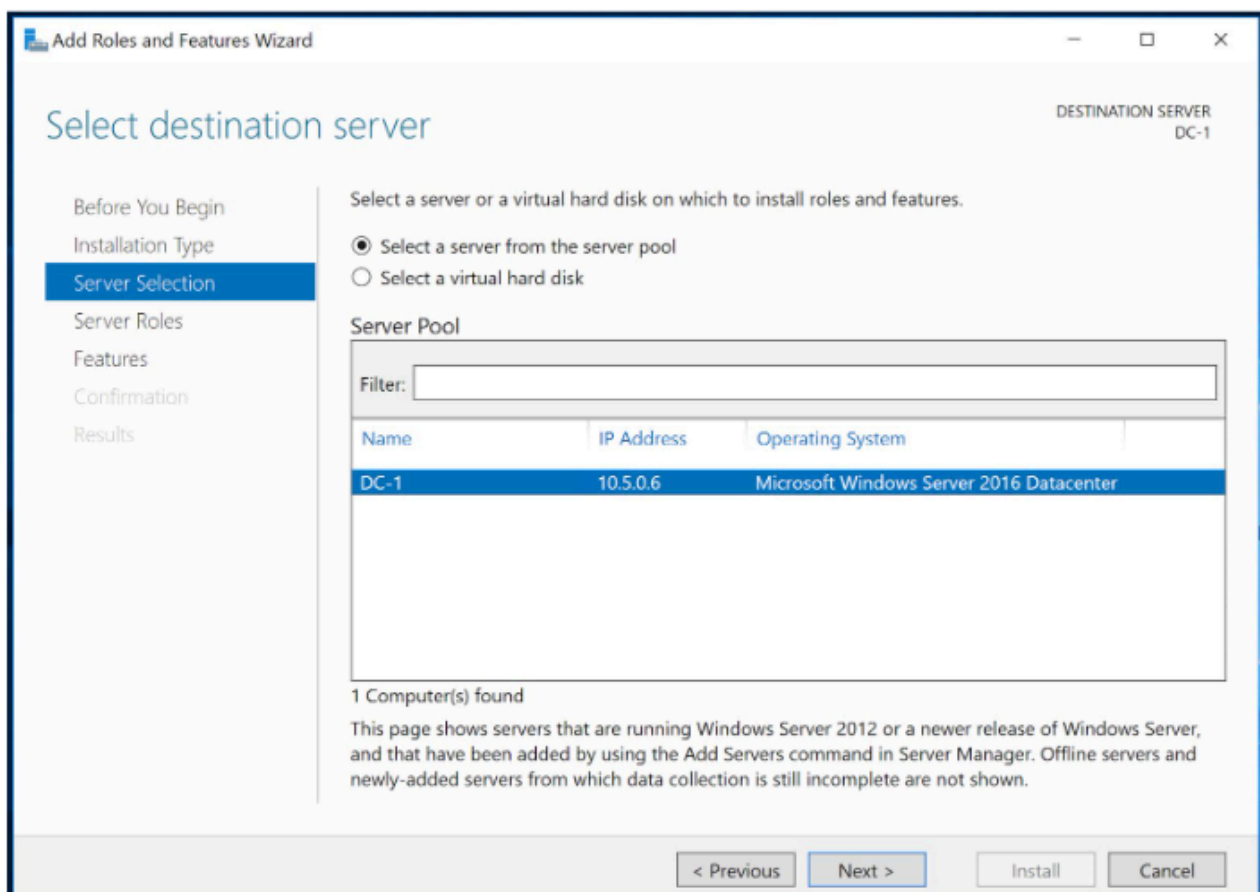 Add Roles and Features Wizard
Select destination server
DESTINATION SERVER
DC-1
Before You Begin
Installation Type
Server Selection
Server Roles
Features
Confirmation
Results
Select a server or a virtual hard disk on which to install roles and features.
Select a server from the server pool
Select a virtual hard disk
Server Pool
Filter:
Name IP Address Operating System
DC-1 10.5.0.6 Microsoft Windows Server 2016 Datacenter
1 Computer(s) found
This page shows servers that are running Windows Server 2012 or a newer release of Windows Server,
and that have been added by using the Add Servers command in Server Manager. Offline servers and
newly-added servers from which data collection is still incomplete are not shown.
< Previous Next > Install Cancel